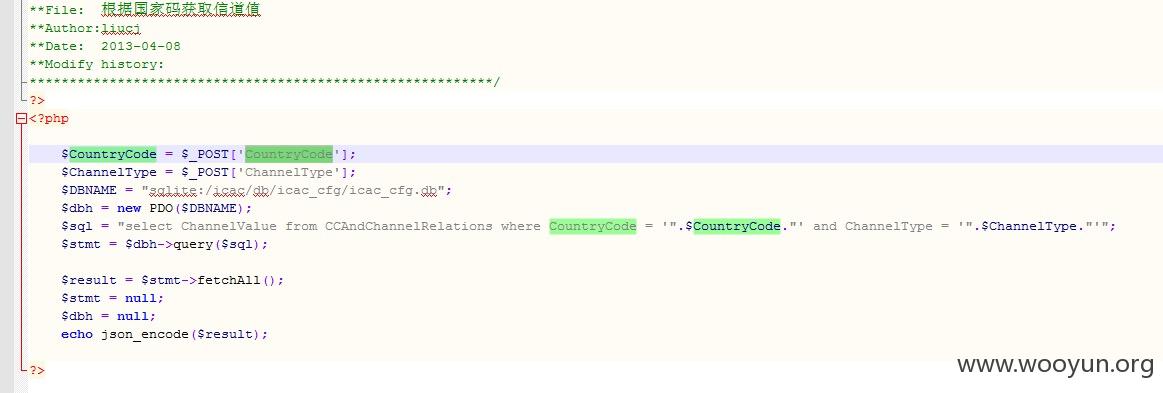 **File:  根据国家码获取信道值
**Author:liucj
**Date:  2013-04-08
**Modify history:
**********************************************************/
?>
<?php
$CountryCode = $_POST['CountryCode'];
$ChannelType = $_POST['ChannelType'];
$DBNAME = "sqlite:/icac/db/icac_cfg/icac_cfg.db";
$dbh = new PDO($DBNAME);
$sql = "select ChannelValue from CCAndChannelRelations where CountryCode = '".$CountryCode."' and ChannelType = '".$ChannelType."'";
$stmt = $dbh->query($sql);
$result = $stmt->fetchAll();
$stmt = null;
$dbh = null;
echo json_encode($result);
?>
www.wooyun.org